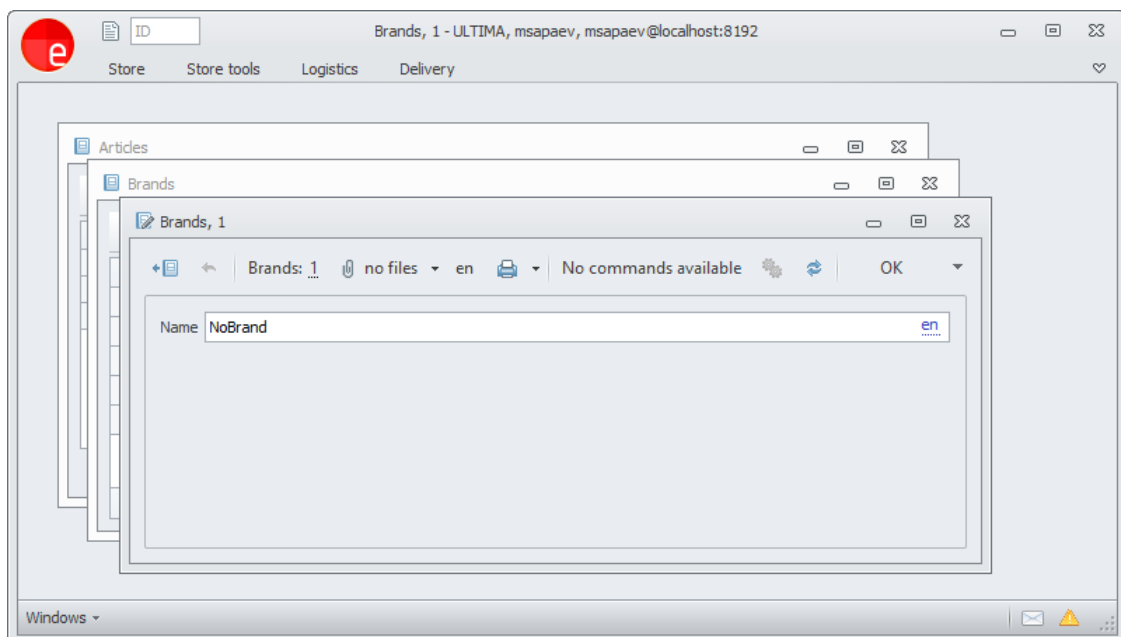 e ID Brands, 1 - ULTIMA, msapaev, msapaev@localhost:8192
Store Store tools Logistics Delivery
Articles
Brands
Brands, 1
Brands: 1 no files en No commands available OK
Name NoBrand en
Windows